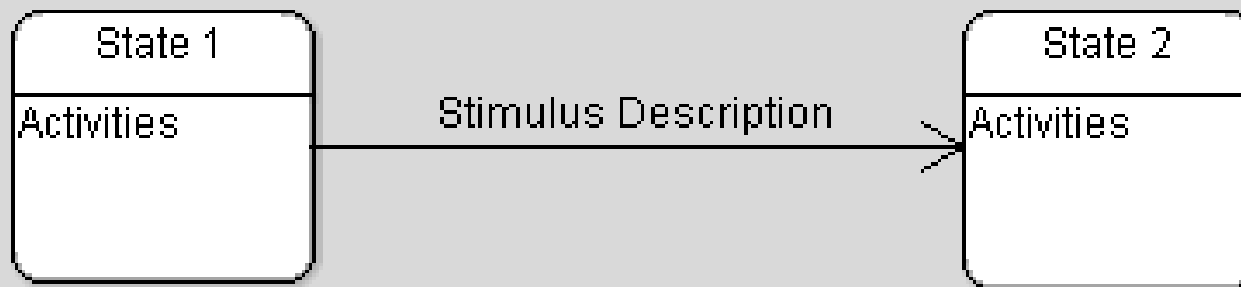 State 1
State 2
Activities
Stimulus Description
Activities